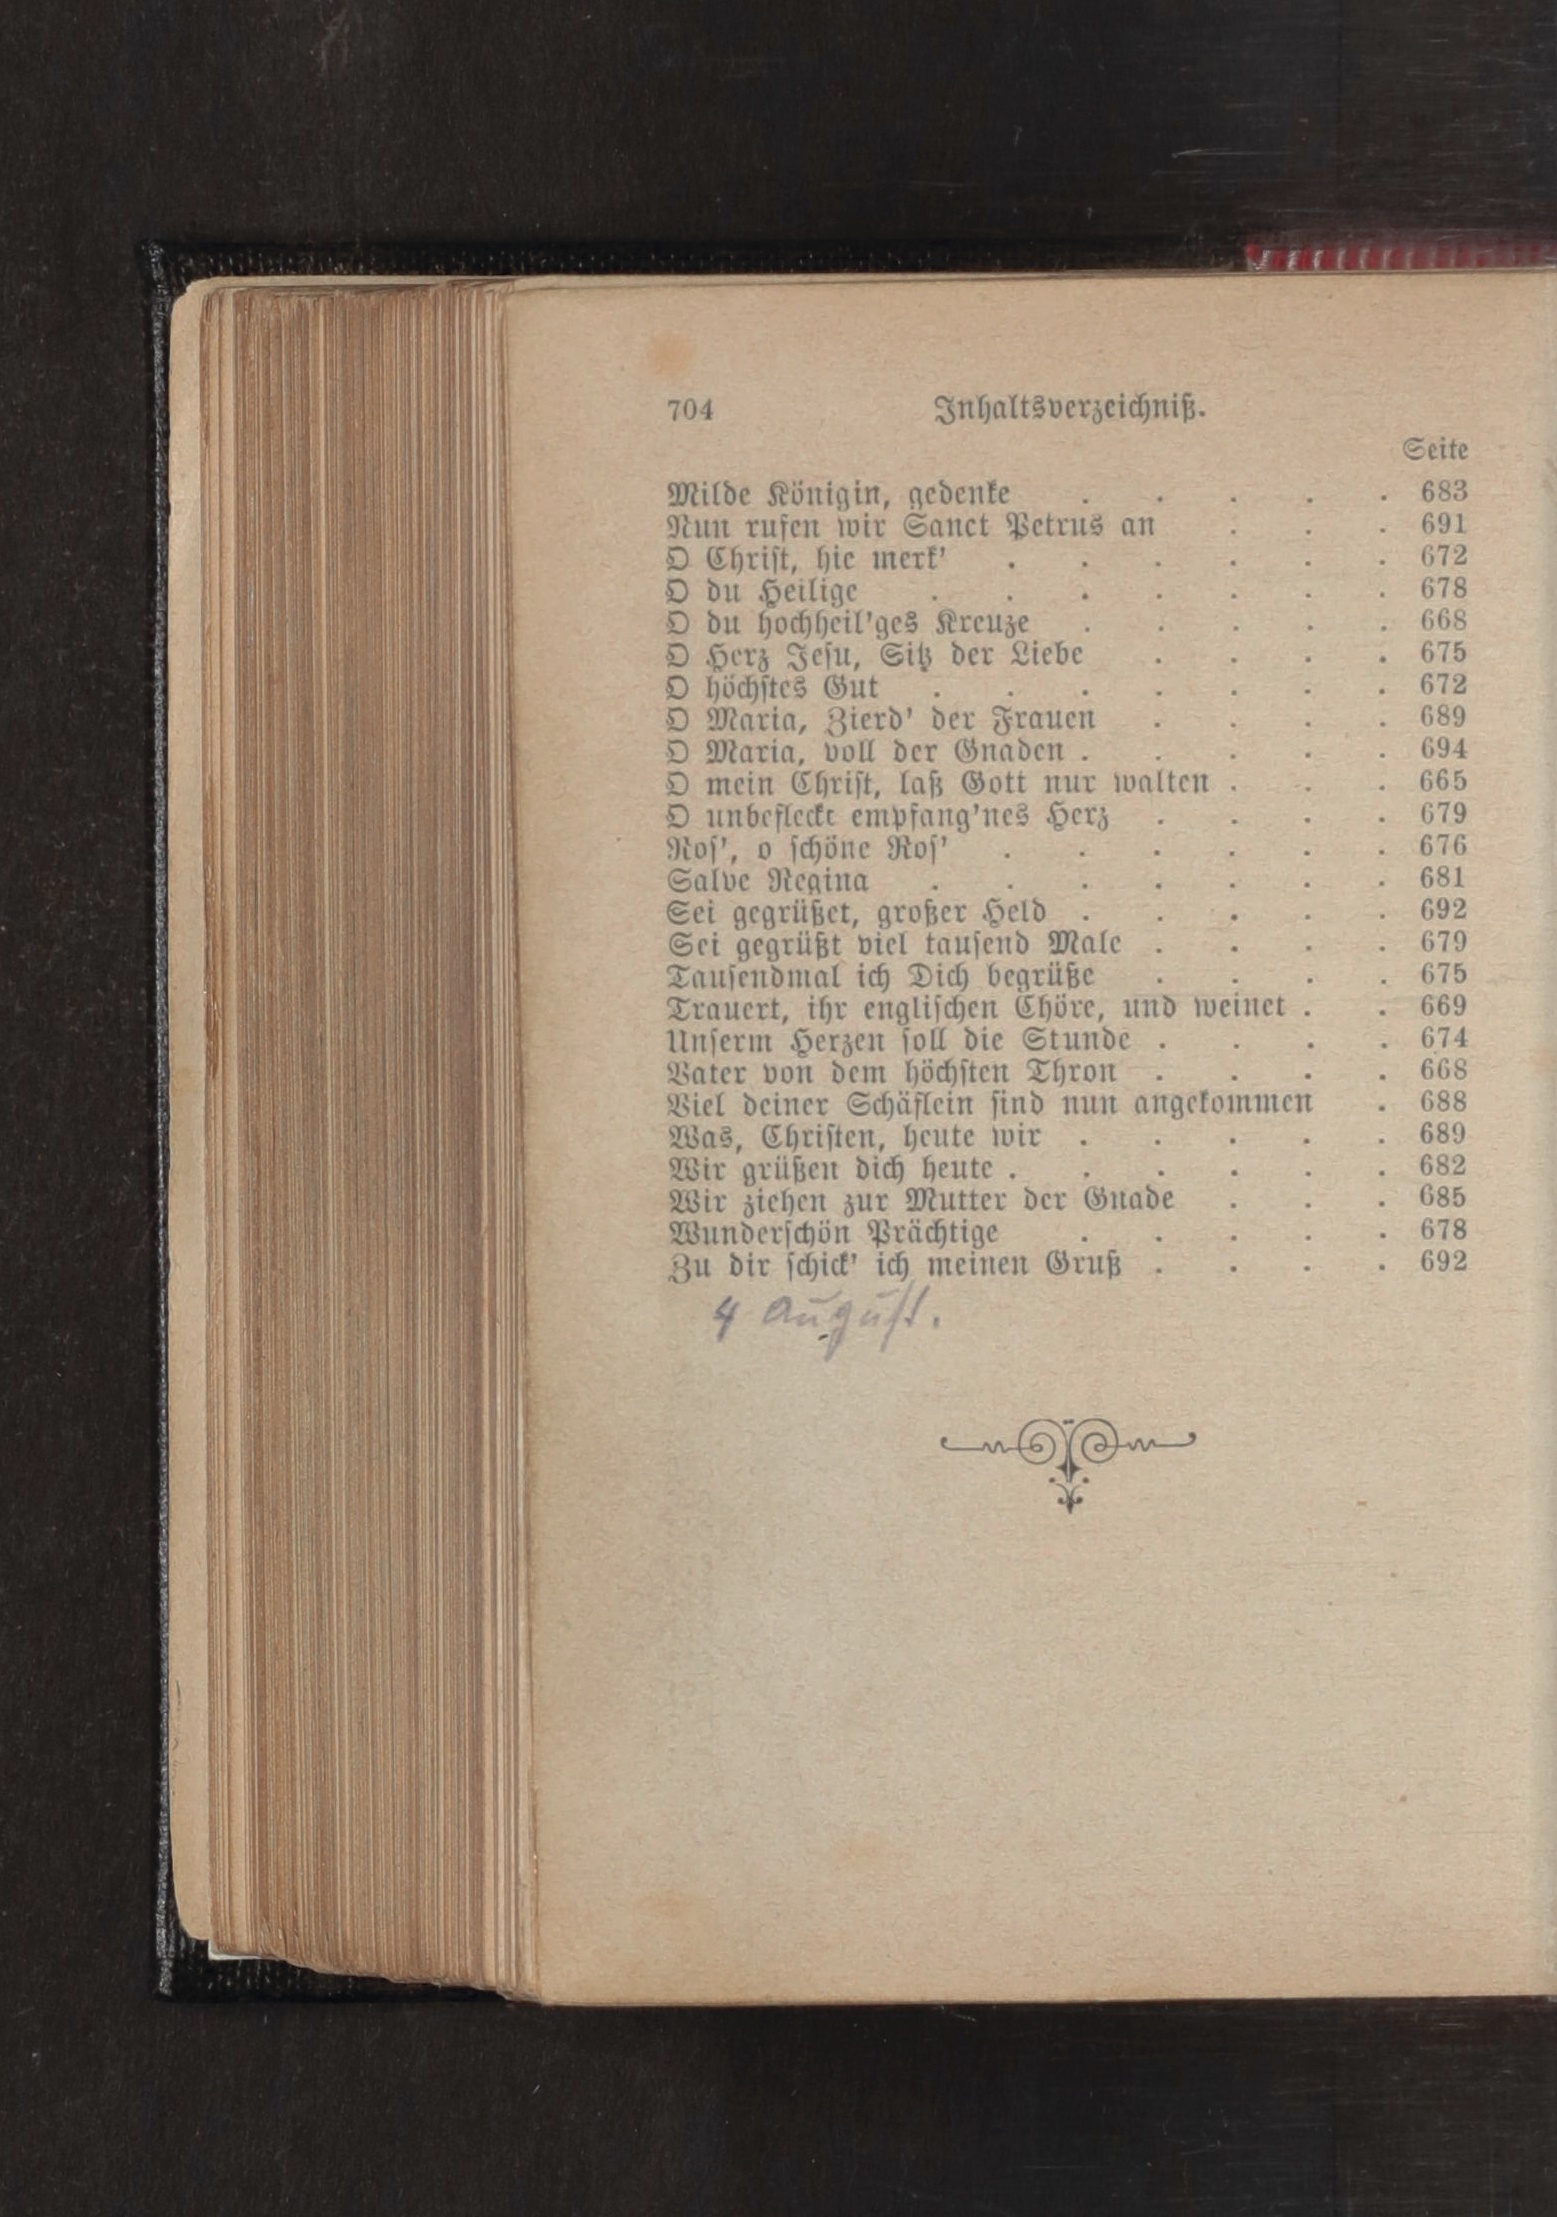 704 Inhaltsverzeichniß.
Seite
Milde Königin, gedenke . . . . . 683
Nun rufen wir Sanct Petrus an . . . 691
O Christ, hie merk' . . . . . . 672
O du Heilige . . . . . . . 678
O du hochheil'ges Kreuze . . . . . 668
O Herz Jesu, Sitz der Liebe . . . . 675
O höchstes Gut . . . . . . . 672
O Maria, Zierd' der Frauen . . . . 689
O Maria, voll der Gnaden . . . . . 694
O mein Christ, laß Gott nur walten . . . 665
O unbefleckt empfang'nes Herz . . . . 679
Ros', o schöne Ros' . . . . . . 676
Salve Regina . . . . . . . 681
Sei gegrüßet, großer Held . . . . . 692
Sei gegrüßt viel tausend Male . . . . 679
Tausendmal ich Dich begrüße . . . . 675
Trauert, ihr englischen Chöre, und weinet . . 669
Unserm Herzen soll die Stunde . . . . 674
Vater von dem höchsten Thron . . . . 668
Viel deiner Schäflein sind nun angekommen . 688
Was, Christen, heute wir . . . . . 689
Wir grüßen dich heute . . . . . . 682
Wir ziehen zur Mutter der Gnade . . . 685
Wunderschön Prächtige . . . . . 678
Zu dir schick' ich meinen Gruß . . . . 692
4 August.